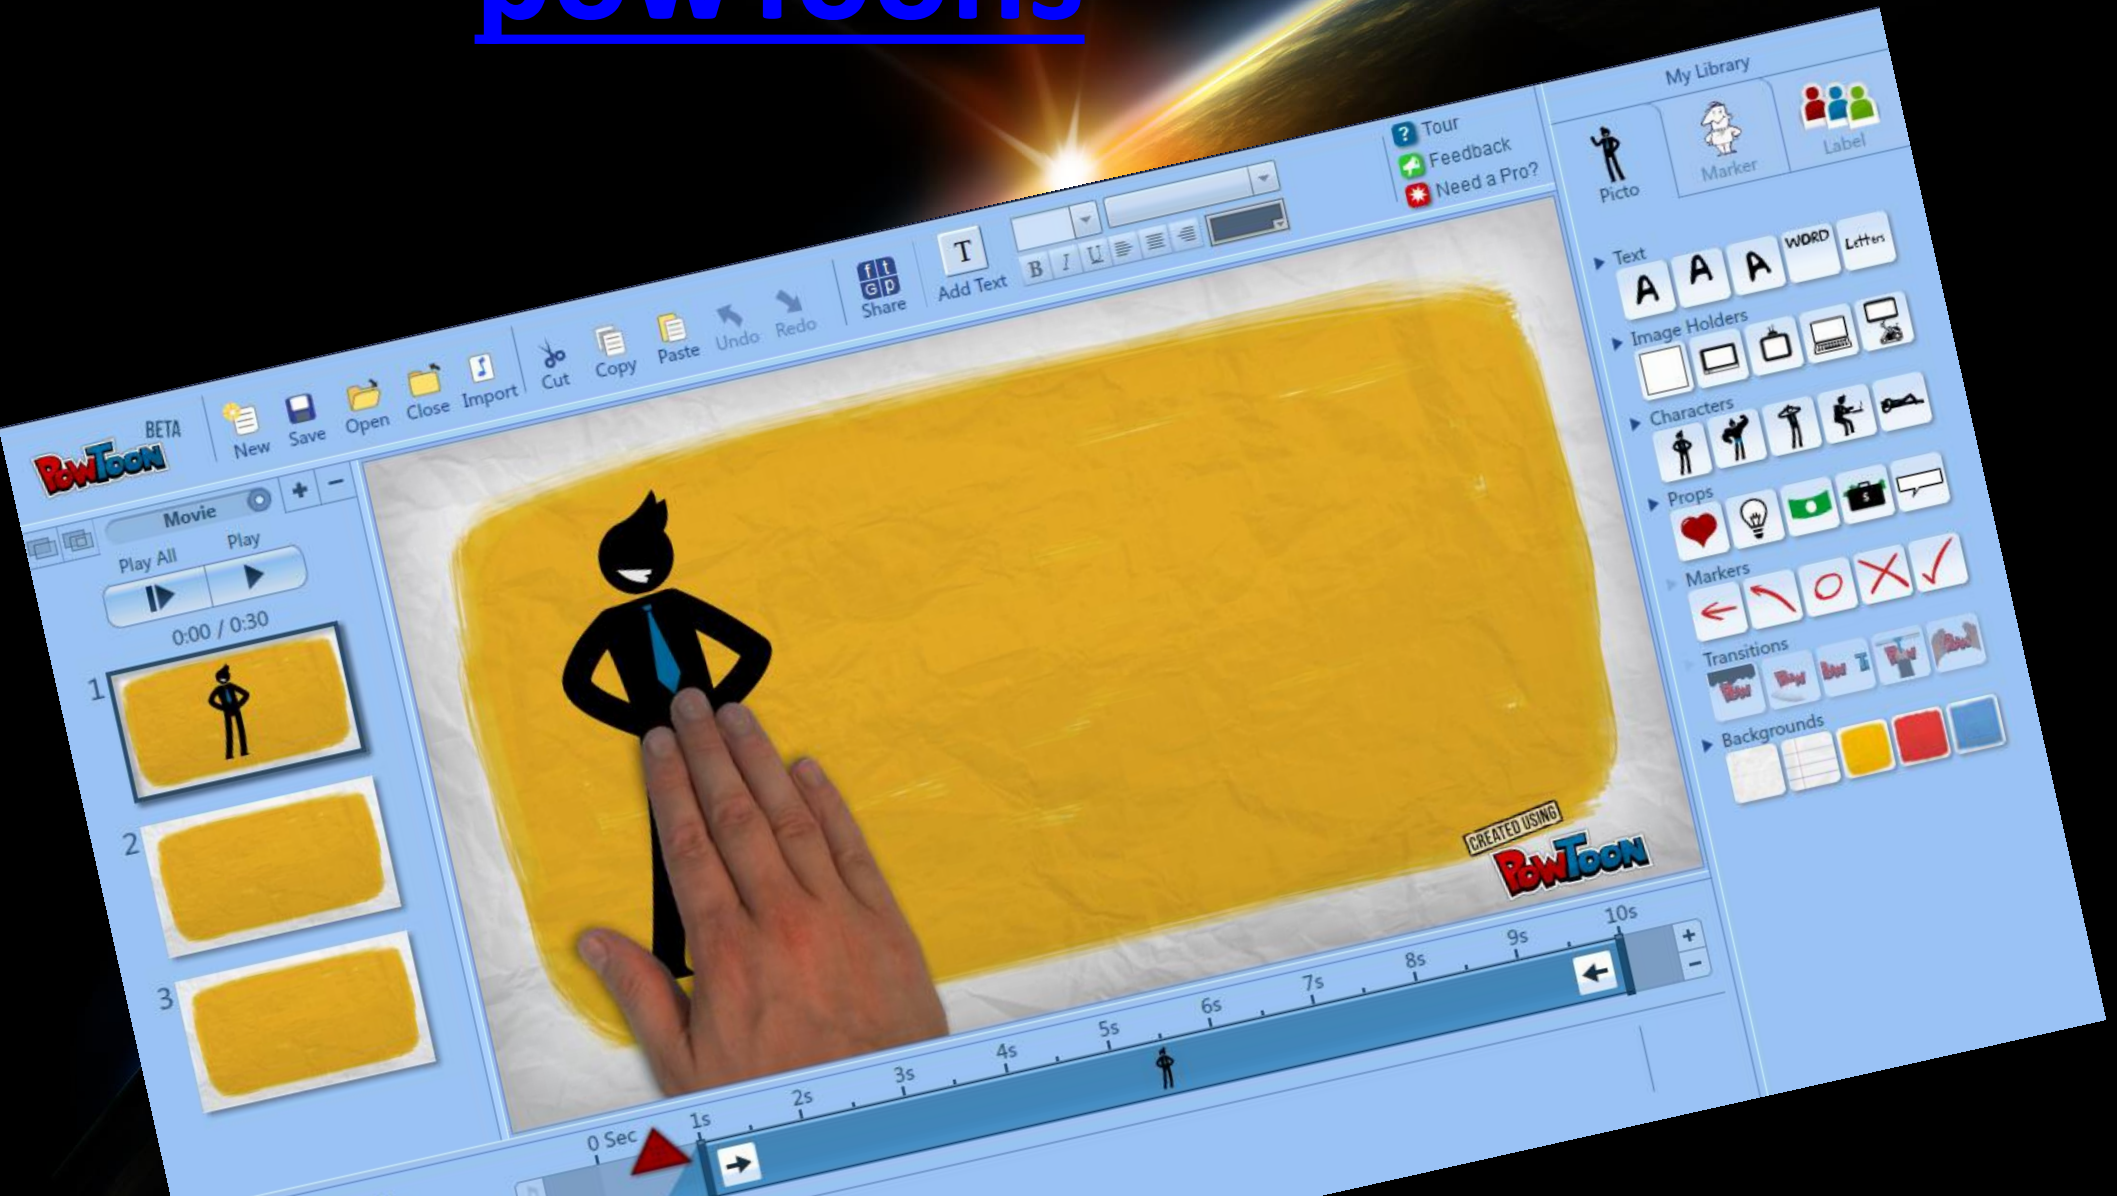 powToons
My Library
Picto
Marker
Label
? Tour
Feedback
Need a Pro?
T
Add Text
B I U
f t
G p
Share
New
Save
Open
Close
Import
Cut
Copy
Paste
Undo
Redo
BETA
PowToon
Movie
+ -
Play All
Play
0:00 / 0:30
1
2
3
Text
A A A WORD Letters
Image Holders
Characters
Props
$
Markers
Transitions
Backgrounds
CREATED USING
PowToon
0 Sec 1s 2s 3s 4s 5s 6s 7s 8s 9s 10s
+
-